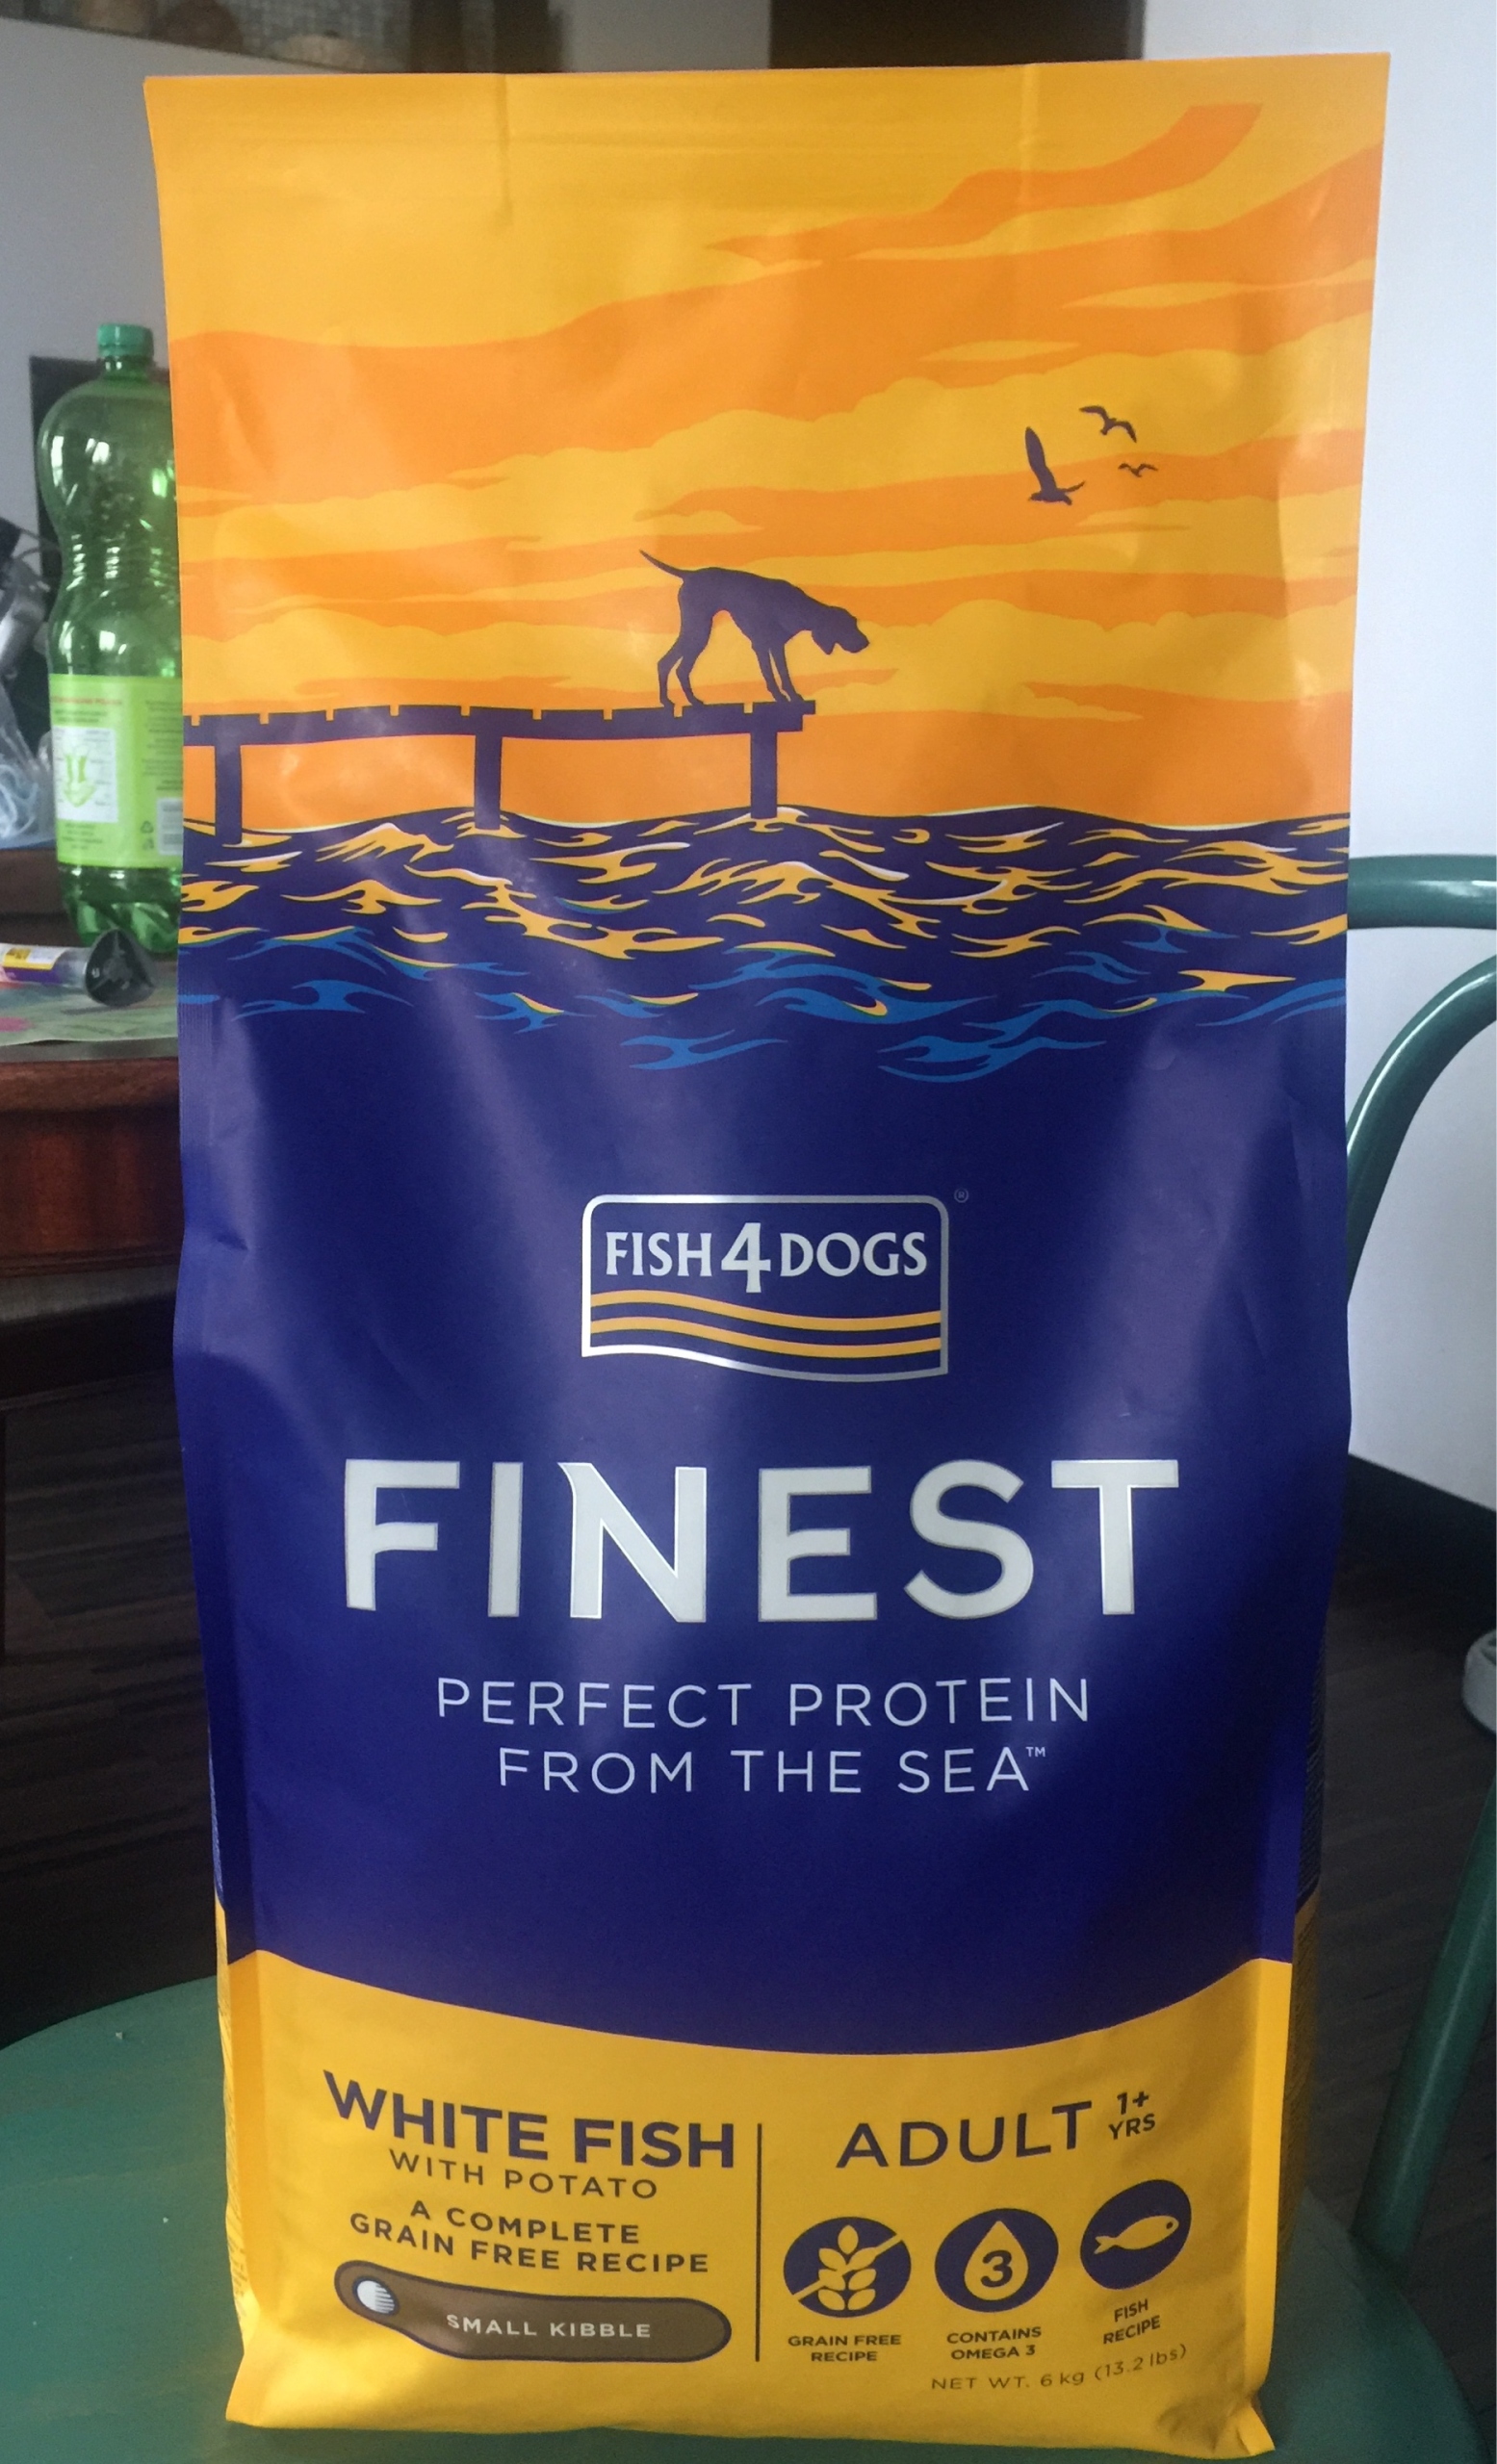 FISH4DOGS
®
FINEST
PERFECT PROTEIN
FROM THE SEA™
WHITE FISH
WITH POTATO
A COMPLETE
GRAIN FREE RECIPE
SMALL KIBBLE
ADULT 1+
YRS
3
GRAIN FREE
RECIPE
CONTAINS
OMEGA 3
FISH
RECIPE
NET WT. 6 kg (13.2 lbs)